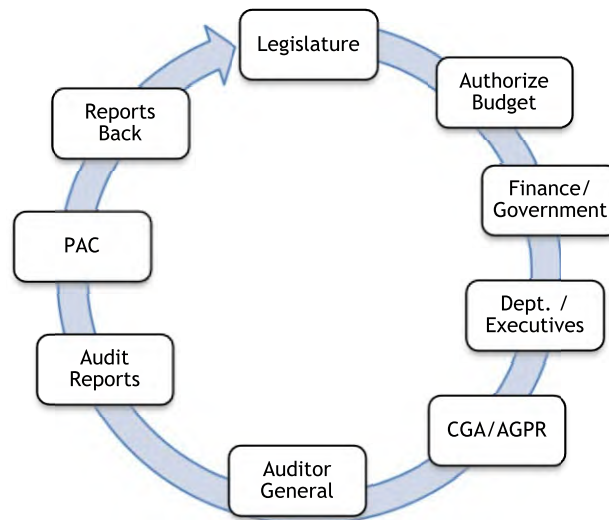 Legislature
Authorize
Budget
Finance/
Government
Dept. /
Executives
CGA/AGPR
Auditor
General
Audit
Reports
PAC
Reports
Back